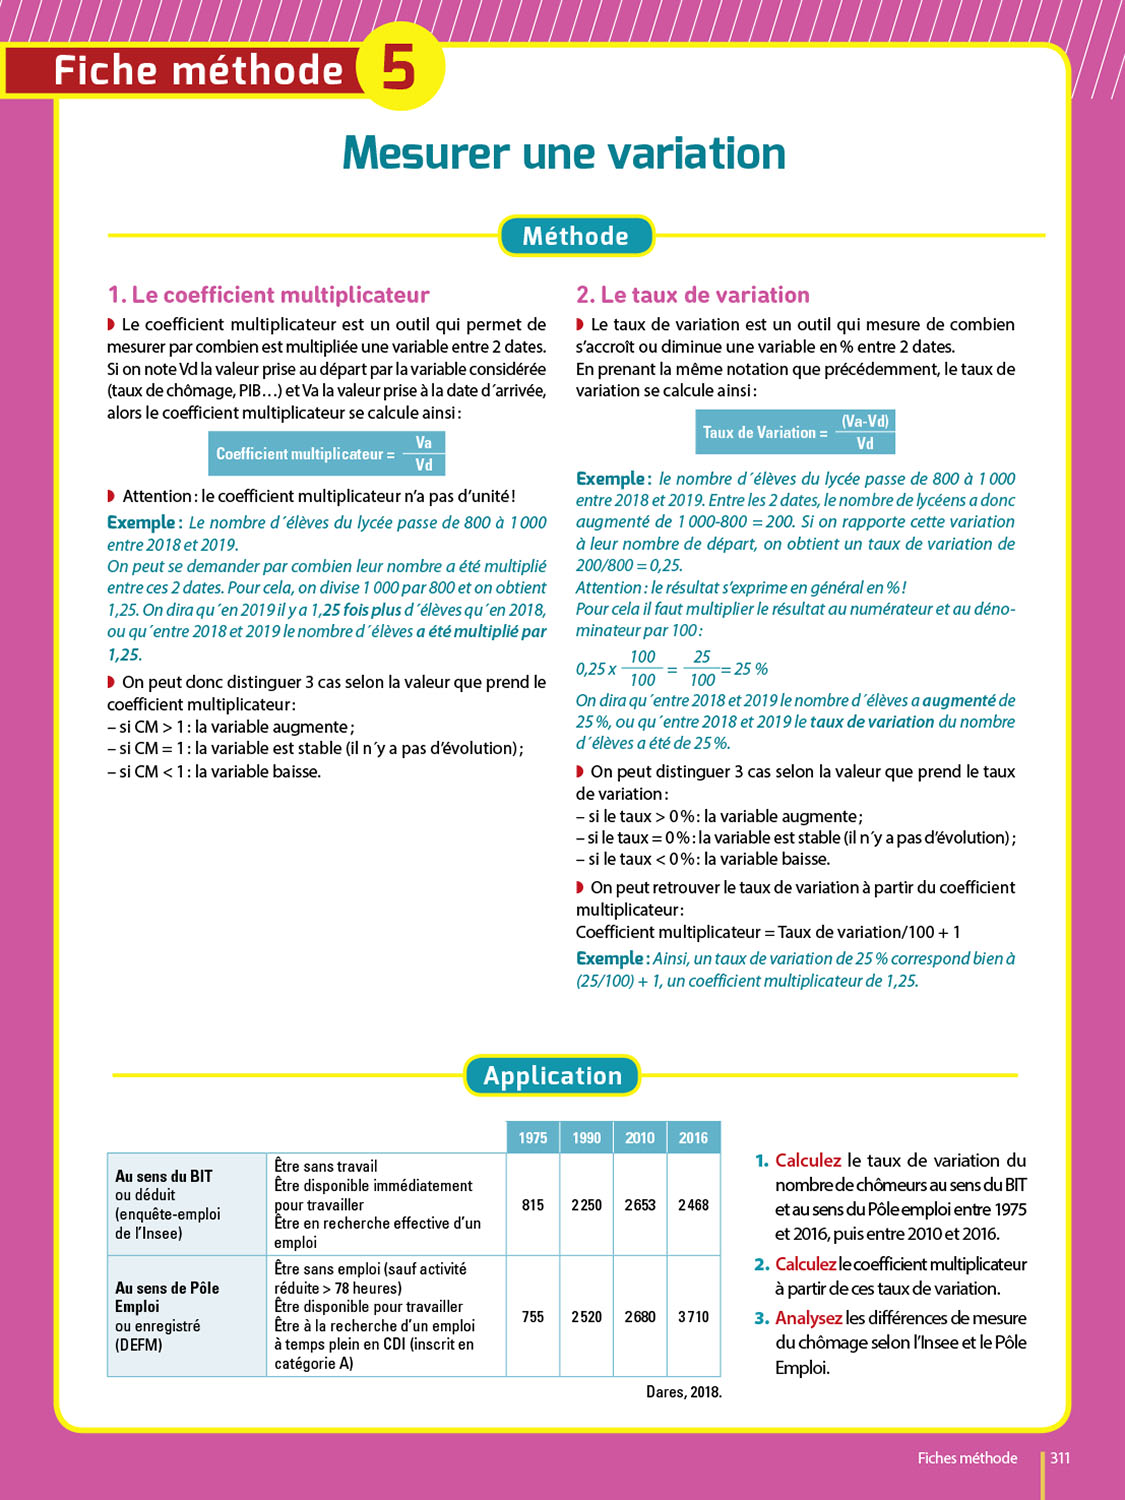 Fiche méthode 5
Mesurer une variation
Méthode
1. Le coefficient multiplicateur
◗ Le coefficient multiplicateur est un outil qui permet de
mesurer par combien est multipliée une variable entre 2 dates.
Si on note Vd la valeur prise au départ par la variable considérée
(taux de chômage, PIB…) et Va la valeur prise à la date d´arrivée,
alors le coefficient multiplicateur se calcule ainsi :
Coefficient multiplicateur = Va
Vd
◗ Attention : le coefficient multiplicateur n’a pas d’unité !
Exemple : Le nombre d´élèves du lycée passe de 800 à 1 000
entre 2018 et 2019.
On peut se demander par combien leur nombre a été multiplié
entre ces 2 dates. Pour cela, on divise 1 000 par 800 et on obtient
1,25. On dira qu´en 2019 il y a 1,25 fois plus d´élèves qu´en 2018,
ou qu´entre 2018 et 2019 le nombre d´élèves a été multiplié par
1,25.
◗ On peut donc distinguer 3 cas selon la valeur que prend le
coefficient multiplicateur :
– si CM > 1 : la variable augmente ;
– si CM = 1 : la variable est stable (il n´y a pas d’évolution) ;
– si CM < 1 : la variable baisse.
2. Le taux de variation
◗ Le taux de variation est un outil qui mesure de combien
s’accroît ou diminue une variable en % entre 2 dates.
En prenant la même notation que précédemment, le taux de
variation se calcule ainsi :
Taux de Variation = (Va-Vd)
Vd
Exemple : le nombre d´élèves du lycée passe de 800 à 1 000
entre 2018 et 2019. Entre les 2 dates, le nombre de lycéens a donc
augmenté de 1 000-800 = 200. Si on rapporte cette variation
à leur nombre de départ, on obtient un taux de variation de
200/800 = 0,25.
Attention : le résultat s’exprime en général en % !
Pour cela il faut multiplier le résultat au numérateur et au déno-
minateur par 100 :
100 25
0,25 x = = 25 %
100 100
On dira qu´entre 2018 et 2019 le nombre d´élèves a augmenté de
25 %, ou qu´entre 2018 et 2019 le taux de variation du nombre
d´élèves a été de 25 %.
◗ On peut distinguer 3 cas selon la valeur que prend le taux
de variation :
– si le taux > 0 % : la variable augmente ;
– si le taux = 0 % : la variable est stable (il n´y a pas d’évolution) ;
– si le taux < 0 % : la variable baisse.
◗ On peut retrouver le taux de variation à partir du coefficient
multiplicateur :
Coefficient multiplicateur = Taux de variation/100 + 1
Exemple : Ainsi, un taux de variation de 25 % correspond bien à
(25/100) + 1, un coefficient multiplicateur de 1,25.
Application
1975 1990 2010 2016
Au sens du BIT
ou déduit
(enquête-emploi
de l’Insee)
Être sans travail
Être disponible immédiatement
pour travailler
Être en recherche effective d’un
emploi
815 2 250 2 653 2 468
Au sens de Pôle
Emploi
ou enregistré
(DEFM)
Être sans emploi (sauf activité
réduite > 78 heures)
Être disponible pour travailler
Être à la recherche d’un emploi
à temps plein en CDI (inscrit en
catégorie A)
755 2 520 2 680 3 710
Dares, 2018.
1. Calculez le taux de variation du
nombre de chômeurs au sens du BIT
et au sens du Pôle emploi entre 1975
et 2016, puis entre 2010 et 2016.
2. Calculez le coefficient multiplicateur
à partir de ces taux de variation.
3. Analysez les différences de mesure
du chômage selon l’Insee et le Pôle
Emploi.
Fiches méthode 311